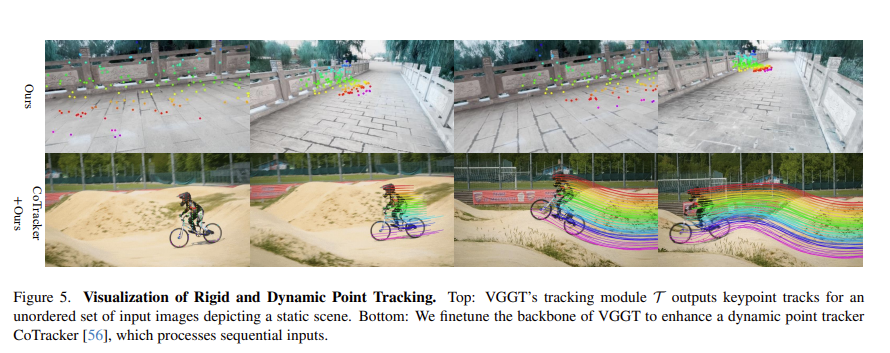 Ours
CoTracker
+Ours
Figure 5. Visualization of Rigid and Dynamic Point Tracking. Top: VGGT’s tracking module 𝒯 outputs keypoint tracks for an
unordered set of input images depicting a static scene. Bottom: We finetune the backbone of VGGT to enhance a dynamic point tracker
CoTracker [56], which processes sequential inputs.